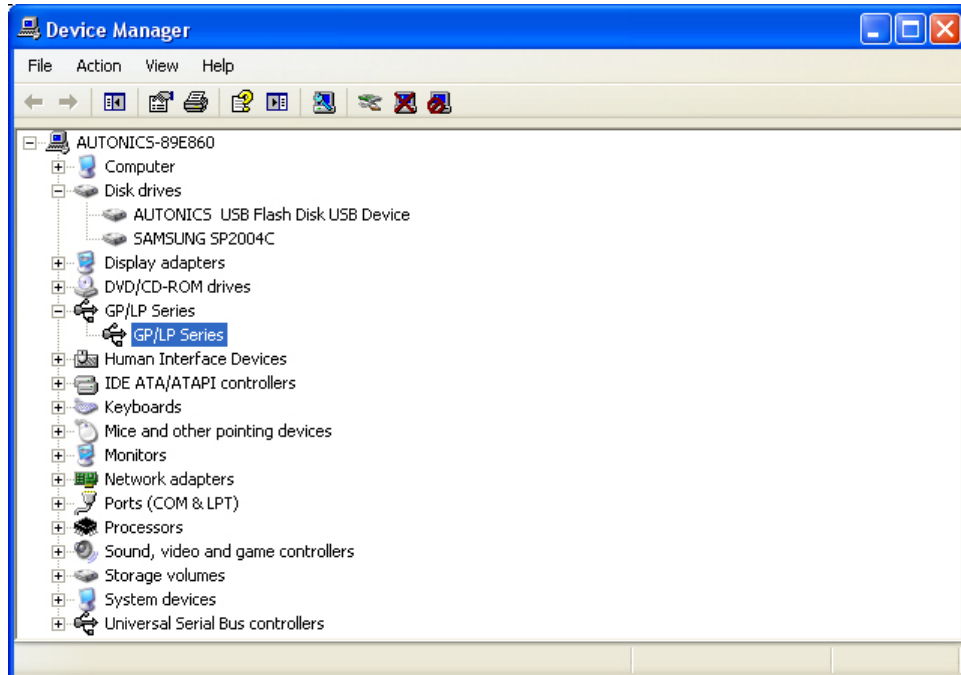 Device Manager
File Action View Help
AUTONICS-89E860
Computer
Disk drives
AUTONICS  USB Flash Disk USB Device
SAMSUNG SP2004C
Display adapters
DVD/CD-ROM drives
GP/LP Series
GP/LP Series
Human Interface Devices
IDE ATA/ATAPI controllers
Keyboards
Mice and other pointing devices
Monitors
Network adapters
Ports (COM & LPT)
Processors
Sound, video and game controllers
Storage volumes
System devices
Universal Serial Bus controllers